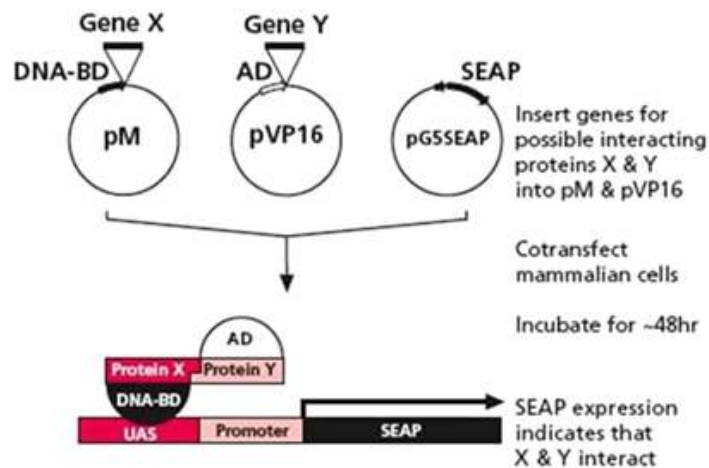 Gene X
Gene Y
DNA-BD
AD
SEAP
pM
pVP16
pG5SEAP
Insert genes for
possible interacting
proteins X & Y
into pM & pVP16
Cotransfect
mammalian cells
Incubate for ~48hr
AD
Protein X
Protein Y
DNA-BD
UAS
Promoter
SEAP
SEAP expression
indicates that
X & Y interact